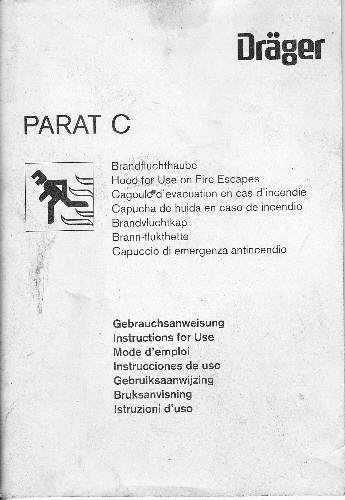 Dräger
PARAT C
Brandfluchthaube
Hood for Use on Fire Escapes
Cagoule d'evacuation en cas d'incendie
Capucha de huida en caso de incendio
Brandvluchtkap
Brann-flukthette
Capuccio di emergenza antincendio
Gebrauchsanweisung
Instructions for Use
Mode d'emploi
Instrucciones de uso
Gebruiksaanwijzing
Bruksanvisning
Istruzioni d'uso